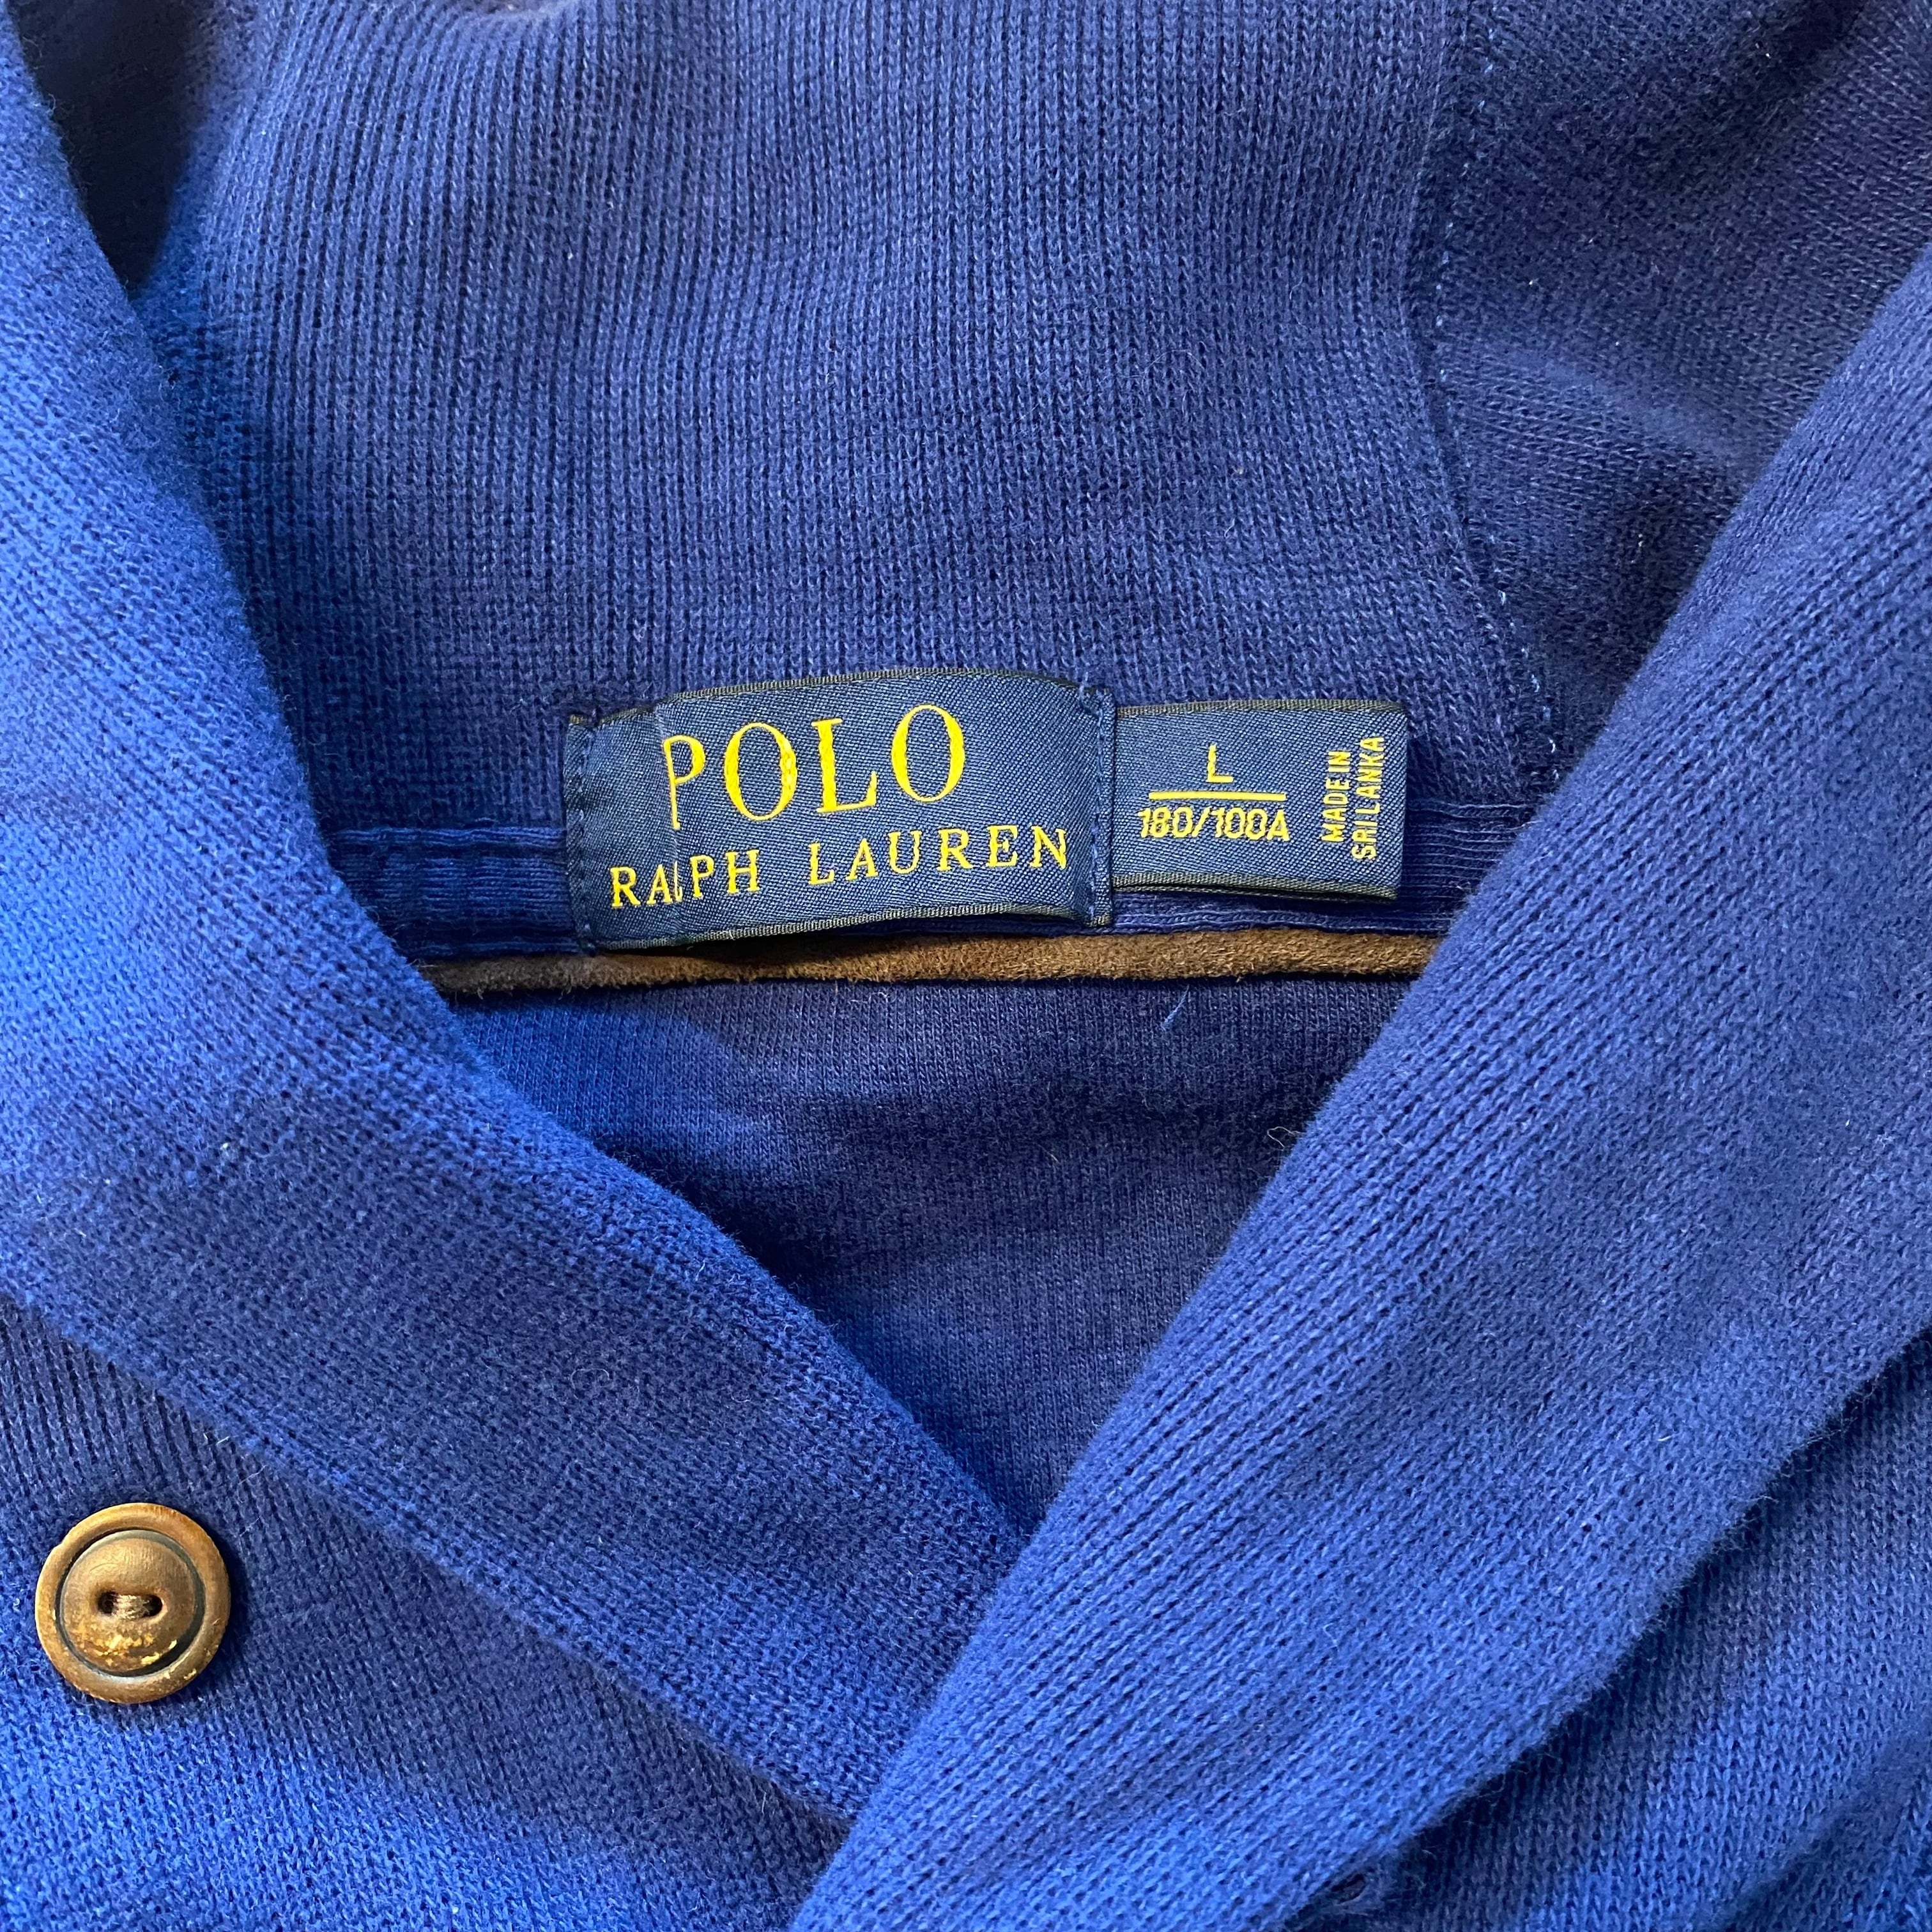 POLO
RALPH LAUREN
L
180/100A
MADE IN
SRI LANKA